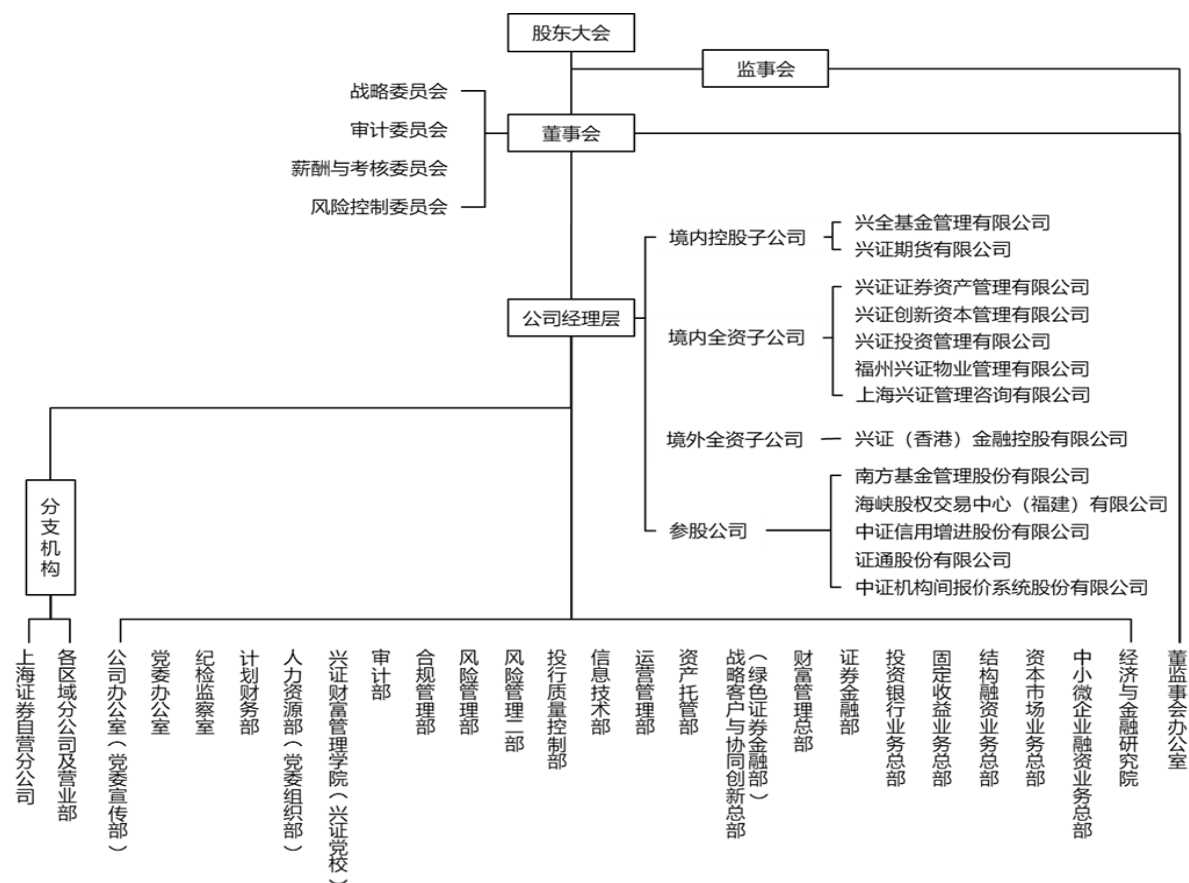 股东大会
监事会
战略委员会
审计委员会
薪酬与考核委员会
风险控制委员会
董事会
境内控股子公司
兴全基金管理有限公司
兴证期货有限公司
公司经理层
境内全资子公司
兴证证券资产管理有限公司
兴证创新资本管理有限公司
兴证投资管理有限公司
福州兴证物业管理有限公司
上海兴证管理咨询有限公司
境外全资子公司
兴证（香港）金融控股有限公司
参股公司
南方基金管理股份有限公司
海峡股权交易中心（福建）有限公司
中证信用增进股份有限公司
证通股份有限公司
中证机构间报价系统股份有限公司
分支机构
上海证券自营分公司
各区域分公司及营业部
公司办公室（党委宣传部）
党委办公室
纪检监察室
计划财务部
人力资源部（党委组织部）
兴证财富管理学院（兴证党校）
审计部
合规管理部
风险管理部
风险管理二部
投行质量控制部
信息技术部
运营管理部
资产托管部
战略客户与协同创新总部
（绿色证券金融部）
财富管理总部
证券金融部
投资银行业务总部
固定收益业务总部
结构融资业务总部
资本市场业务总部
中小微企业融资业务总部
经济与金融研究院
董监事会办公室